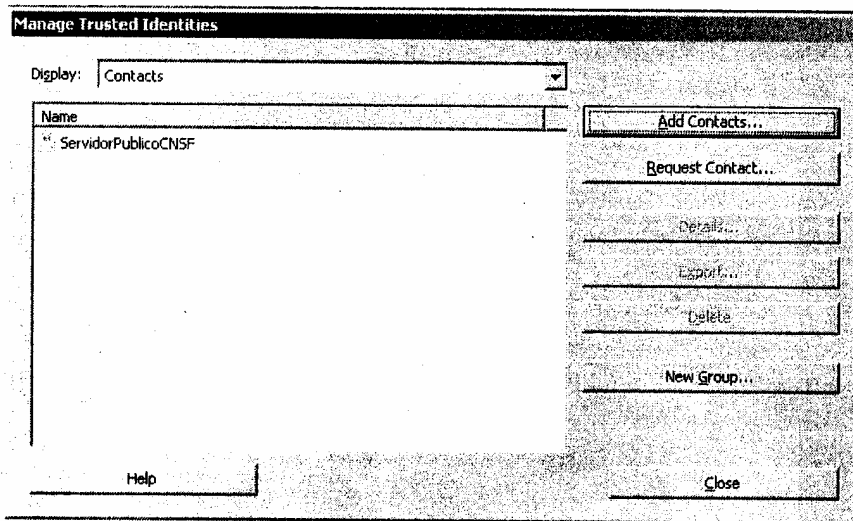 Manage Trusted Identities
Display: Contacts
Name
ServidorPublicoCNSF
Add Contacts...
Request Contact...
Details...
Export...
Delete
New Group...
Help
Close